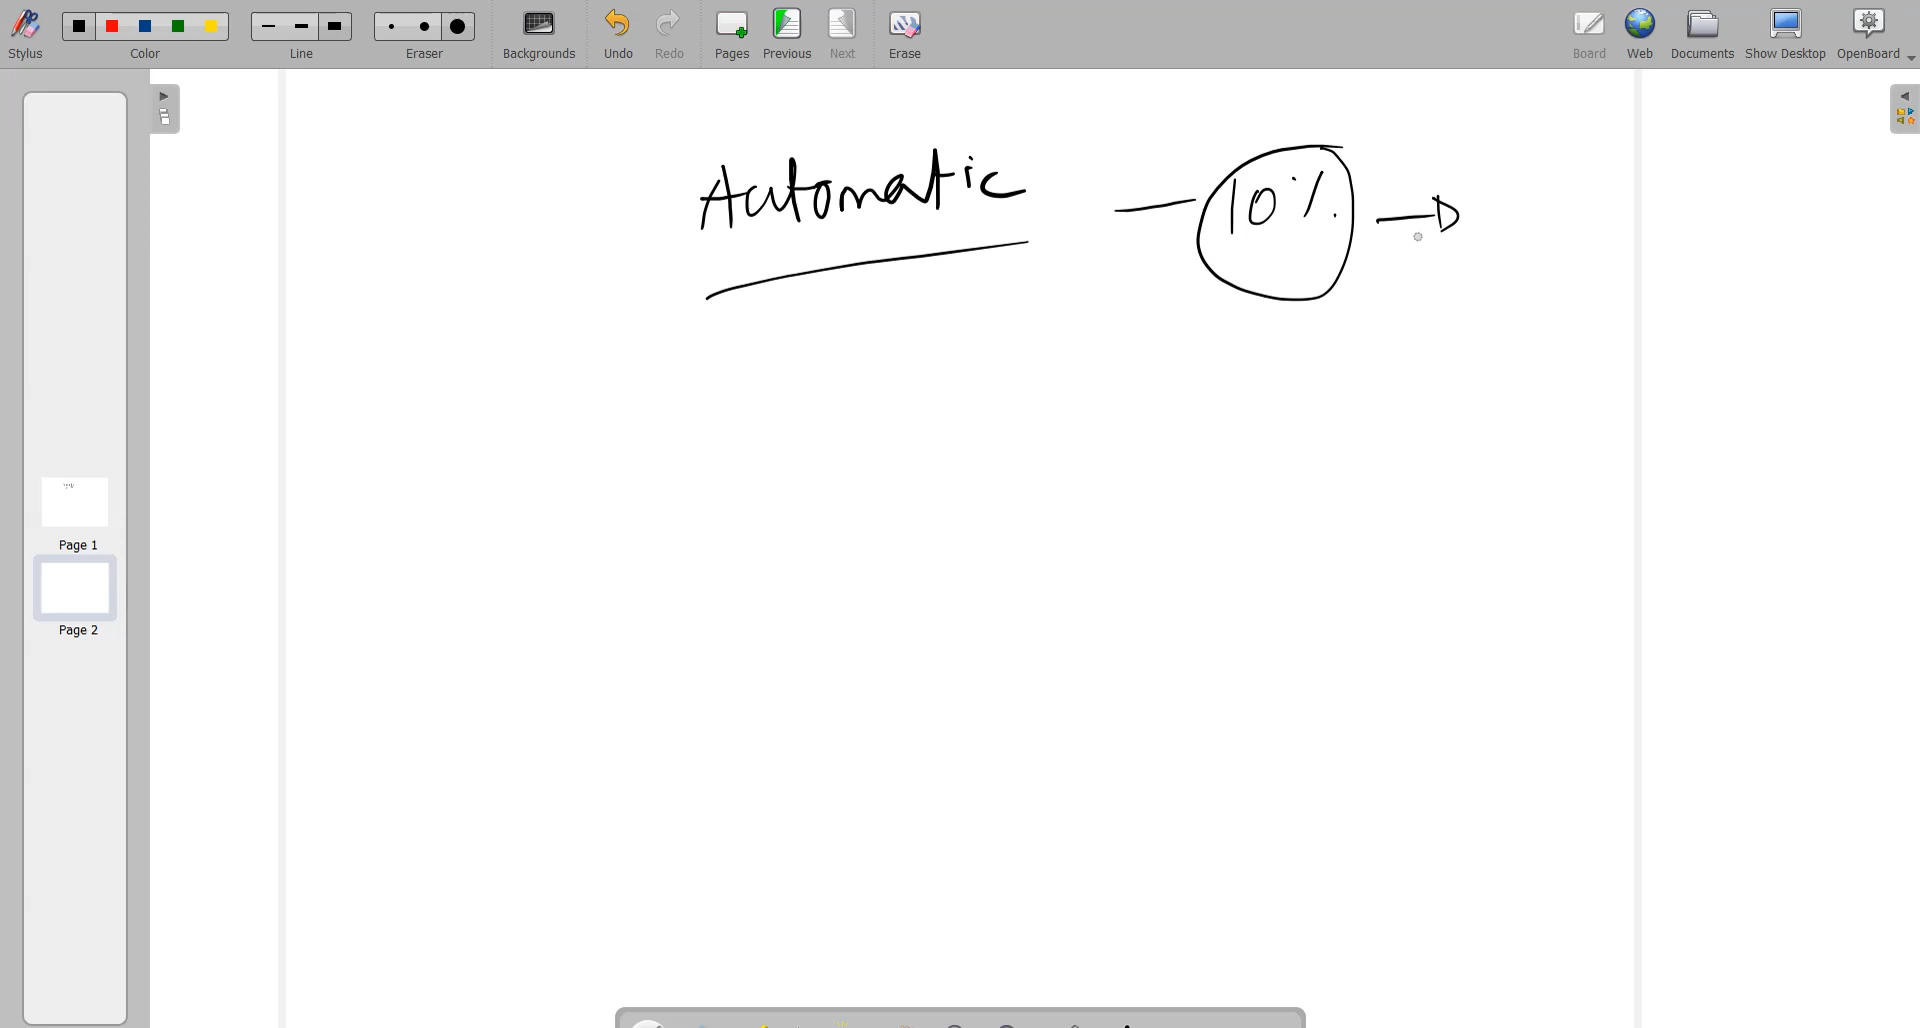 Stylus Color Line Eraser Backgrounds Undo Redo Pages Previous Next Erase Board Web Documents Show Desktop OpenBoard
Automatic — 10%. →
Page 1
Page 2